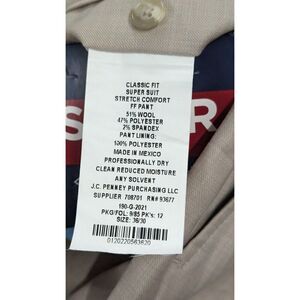 CLASSIC FIT
SUPER SUIT
STRETCH COMFORT
FF PANT
51% WOOL
47% POLYESTER
2% SPANDEX
PANT LINING:
100% POLYESTER
MADE IN MEXICO
PROFESSIONALLY DRY
CLEAN REDUCED MOISTURE
ANY SOLVENT
J.C. PENNEY PURCHASING LLC
SUPPLIER 708701 RN# 93677
190-G-2021
PKG/FOL: 9/85 PK's: 12
SIZE: 36/30
0120220563620